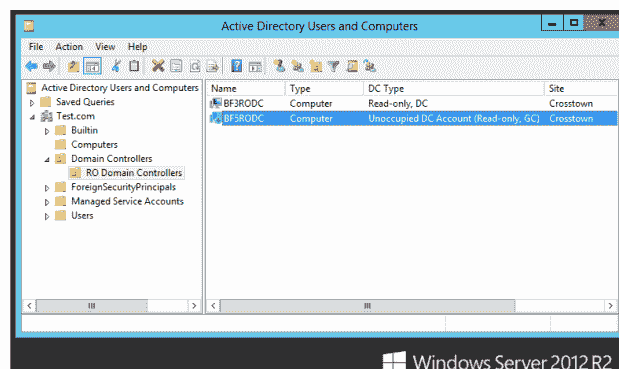 Active Directory Users and Computers
File Action View Help
Active Directory Users and Computers
Saved Queries
Test.com
Builtin
Computers
Domain Controllers
RO Domain Controllers
ForeignSecurityPrincipals
Managed Service Accounts
Users
Name Type DC Type Site
BF3RODC Computer Read-only, DC Crosstown
BF5RODC Computer Unoccupied DC Account (Read-only, GC) Crosstown
Windows Server 2012 R2